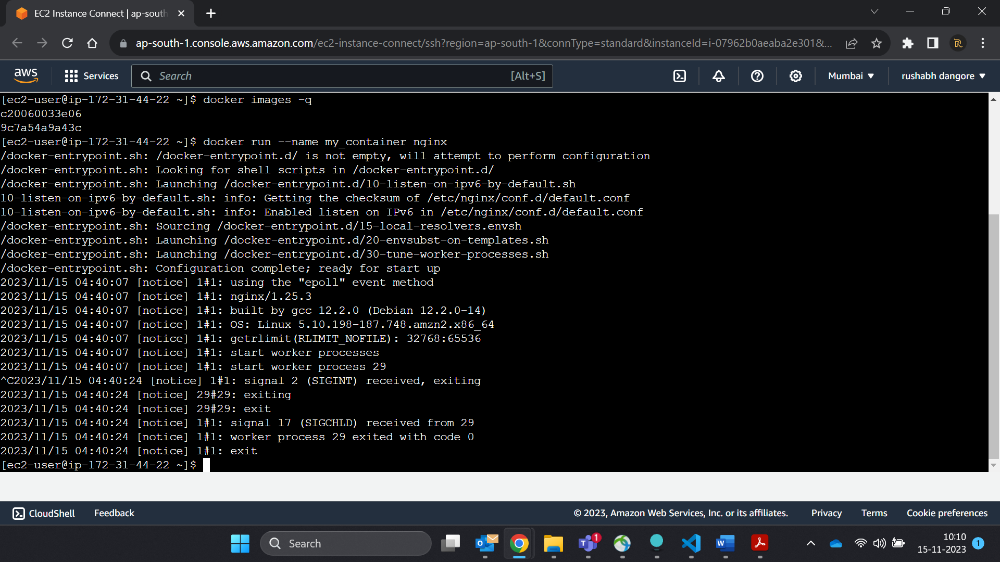 EC2 Instance Connect | ap-south
ap-south-1.console.aws.amazon.com/ec2-instance-connect/ssh?region=ap-south-1&connType=standard&instanceId=i-07962b0aeaba2e301&...
aws Services Search [Alt+S] Mumbai ▼ rushabh dangore ▼
[ec2-user@ip-172-31-44-22 ~]$ docker images -q
c20060033e06
9c7a54a9a43c
[ec2-user@ip-172-31-44-22 ~]$ docker run --name my_container nginx
/docker-entrypoint.sh: /docker-entrypoint.d/ is not empty, will attempt to perform configuration
/docker-entrypoint.sh: Looking for shell scripts in /docker-entrypoint.d/
/docker-entrypoint.sh: Launching /docker-entrypoint.d/10-listen-on-ipv6-by-default.sh
10-listen-on-ipv6-by-default.sh: info: Getting the checksum of /etc/nginx/conf.d/default.conf
10-listen-on-ipv6-by-default.sh: info: Enabled listen on IPv6 in /etc/nginx/conf.d/default.conf
/docker-entrypoint.sh: Sourcing /docker-entrypoint.d/15-local-resolvers.envsh
/docker-entrypoint.sh: Launching /docker-entrypoint.d/20-envsubst-on-templates.sh
/docker-entrypoint.sh: Launching /docker-entrypoint.d/30-tune-worker-processes.sh
/docker-entrypoint.sh: Configuration complete; ready for start up
2023/11/15 04:40:07 [notice] 1#1: using the "epoll" event method
2023/11/15 04:40:07 [notice] 1#1: nginx/1.25.3
2023/11/15 04:40:07 [notice] 1#1: built by gcc 12.2.0 (Debian 12.2.0-14)
2023/11/15 04:40:07 [notice] 1#1: OS: Linux 5.10.198-187.748.amzn2.x86_64
2023/11/15 04:40:07 [notice] 1#1: getrlimit(RLIMIT_NOFILE): 32768:65536
2023/11/15 04:40:07 [notice] 1#1: start worker processes
2023/11/15 04:40:07 [notice] 1#1: start worker process 29
^C2023/11/15 04:40:24 [notice] 1#1: signal 2 (SIGINT) received, exiting
2023/11/15 04:40:24 [notice] 29#29: exiting
2023/11/15 04:40:24 [notice] 29#29: exit
2023/11/15 04:40:24 [notice] 1#1: signal 17 (SIGCHLD) received from 29
2023/11/15 04:40:24 [notice] 1#1: worker process 29 exited with code 0
2023/11/15 04:40:24 [notice] 1#1: exit
[ec2-user@ip-172-31-44-22 ~]$
CloudShell Feedback © 2023, Amazon Web Services, Inc. or its affiliates. Privacy Terms Cookie preferences
Search 1 10:10
15-11-2023 1